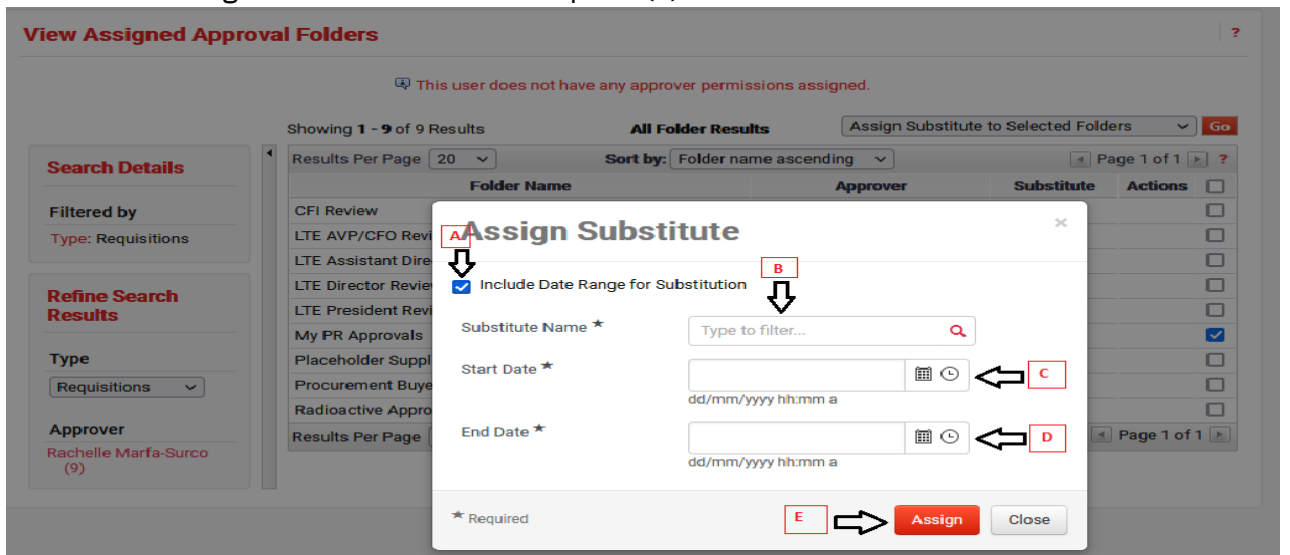 View Assigned Approval Folders ?
This user does not have any approver permissions assigned.
Showing 1 - 9 of 9 Results All Folder Results Assign Substitute to Selected Folders Go
Search Details
Filtered by
Type: Requisitions
Refine Search
Results
Type
Requisitions
Approver
Rachelle Marfa-Surco
(9)
Results Per Page 20 Sort by: Folder name ascending Page 1 of 1 ?
Folder Name Approver Substitute Actions
CFI Review
LTE AVP/CFO Revi
LTE Assistant Dire
LTE Director Revie
LTE President Revi
My PR Approvals
Placeholder Suppl
Procurement Buye
Radioactive Appro
Results Per Page Page 1 of 1
A Assign Substitute ×
B
Include Date Range for Substitution
Substitute Name ★ Type to filter...
Start Date ★ C
dd/mm/yyyy hh:mm a
End Date ★ D
dd/mm/yyyy hh:mm a
★ Required E Assign Close